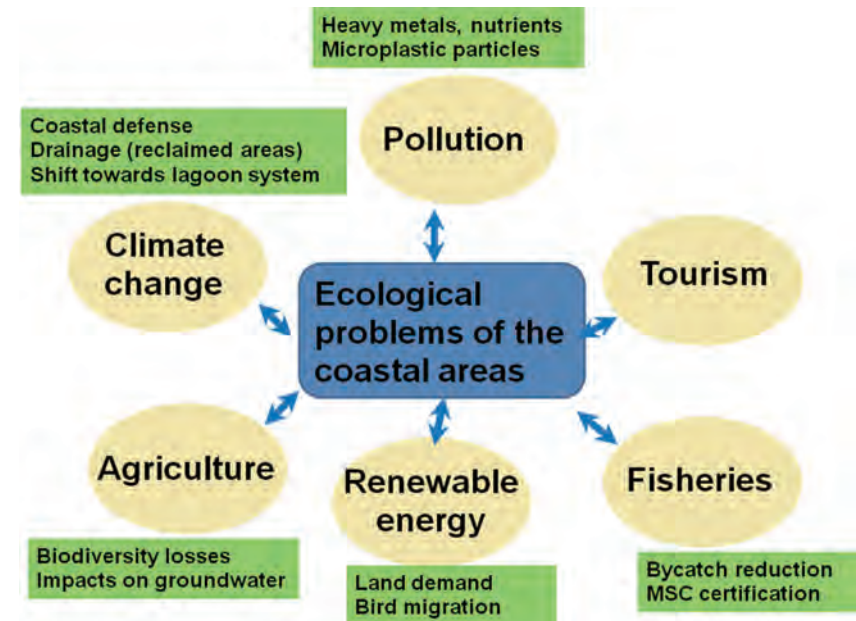 Heavy metals, nutrients
Microplastic particles
Pollution
Coastal defense
Drainage (reclaimed areas)
Shift towards lagoon system
Climate
change
Tourism
Ecological
problems of the
coastal areas
Agriculture
Biodiversity losses
Impacts on groundwater
Renewable
energy
Land demand
Bird migration
Fisheries
Bycatch reduction
MSC certification